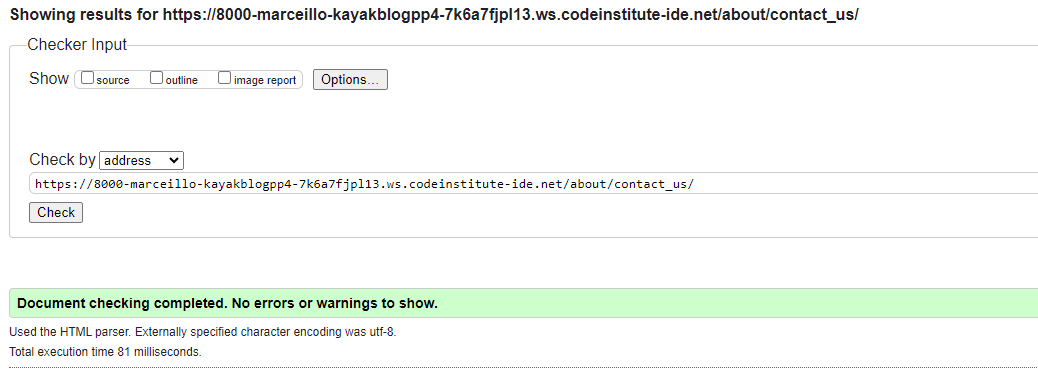 Showing results for https://8000-marceillo-kayakblogpp4-7k6a7fjpl13.ws.codeinstitute-ide.net/about/contact_us/
Checker Input
Show source outline image report Options...
Check by address
https://8000-marceillo-kayakblogpp4-7k6a7fjpl13.ws.codeinstitute-ide.net/about/contact_us/
Check
Document checking completed. No errors or warnings to show.
Used the HTML parser. Externally specified character encoding was utf-8.
Total execution time 81 milliseconds.